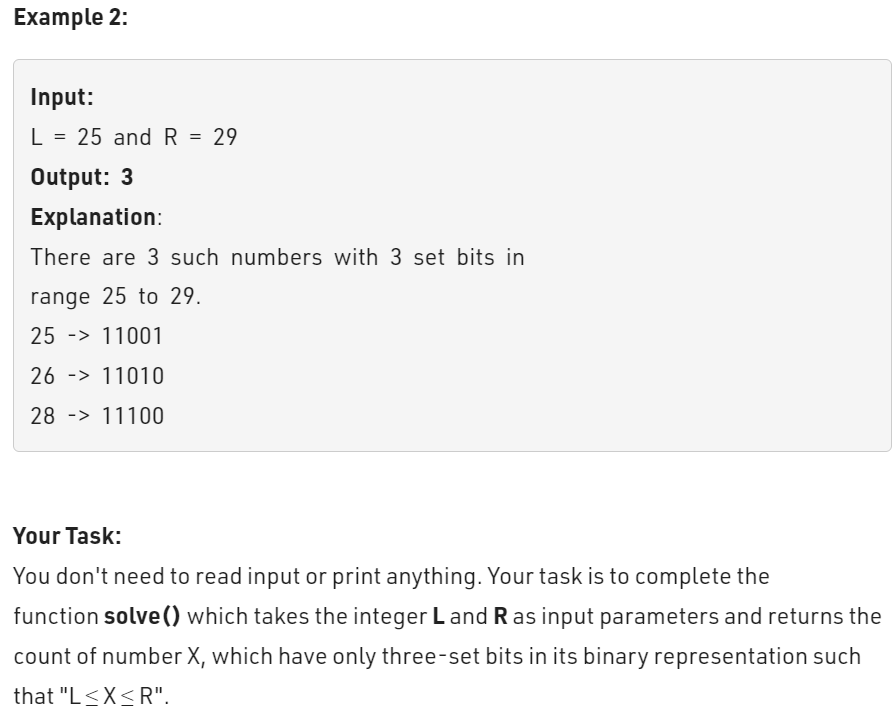 Example 2:
Input:
L = 25 and R = 29
Output: 3
Explanation:
There are 3 such numbers with 3 set bits in
range 25 to 29.
25 -> 11001
26 -> 11010
28 -> 11100
Your Task:
You don't need to read input or print anything. Your task is to complete the
function solve() which takes the integer L and R as input parameters and returns the
count of number X, which have only three-set bits in its binary representation such
that "L ≤ X ≤ R".